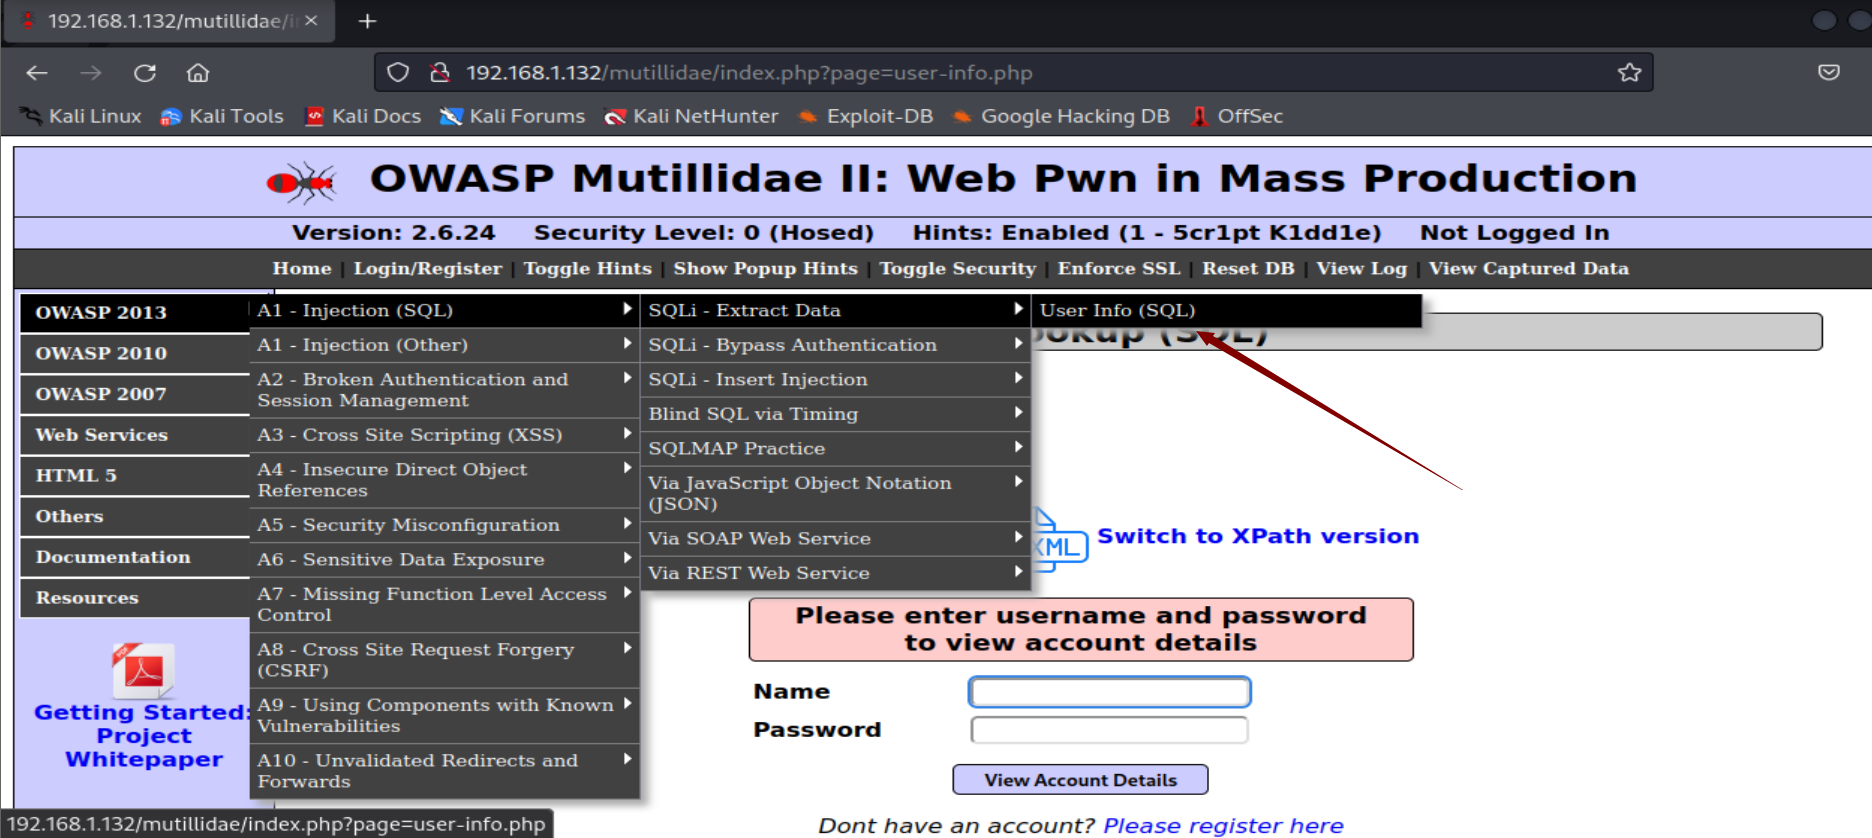 192.168.1.132/mutillidae/i
192.168.1.132/mutillidae/index.php?page=user-info.php
Kali Linux Kali Tools Kali Docs Kali Forums Kali NetHunter Exploit-DB Google Hacking DB OffSec
OWASP Mutillidae II: Web Pwn in Mass Production
Version: 2.6.24 Security Level: 0 (Hosed) Hints: Enabled (1 - 5cr1pt K1dd1e) Not Logged In
Home | Login/Register | Toggle Hints | Show Popup Hints | Toggle Security | Enforce SSL | Reset DB | View Log | View Captured Data
OWASP 2013
OWASP 2010
OWASP 2007
Web Services
HTML 5
Others
Documentation
Resources
PDF
Getting Started:
Project
Whitepaper
A1 - Injection (SQL)
A1 - Injection (Other)
A2 - Broken Authentication and
Session Management
A3 - Cross Site Scripting (XSS)
A4 - Insecure Direct Object
References
A5 - Security Misconfiguration
A6 - Sensitive Data Exposure
A7 - Missing Function Level Access
Control
A8 - Cross Site Request Forgery
(CSRF)
A9 - Using Components with Known
Vulnerabilities
A10 - Unvalidated Redirects and
Forwards
SQLi - Extract Data
SQLi - Bypass Authentication
SQLi - Insert Injection
Blind SQL via Timing
SQLMAP Practice
Via JavaScript Object Notation
(JSON)
Via SOAP Web Service
Via REST Web Service
User Info (SQL)
ookup (SQL)
XML
Switch to XPath version
Please enter username and password
to view account details
Name
Password
View Account Details
Dont have an account? Please register here
192.168.1.132/mutillidae/index.php?page=user-info.php